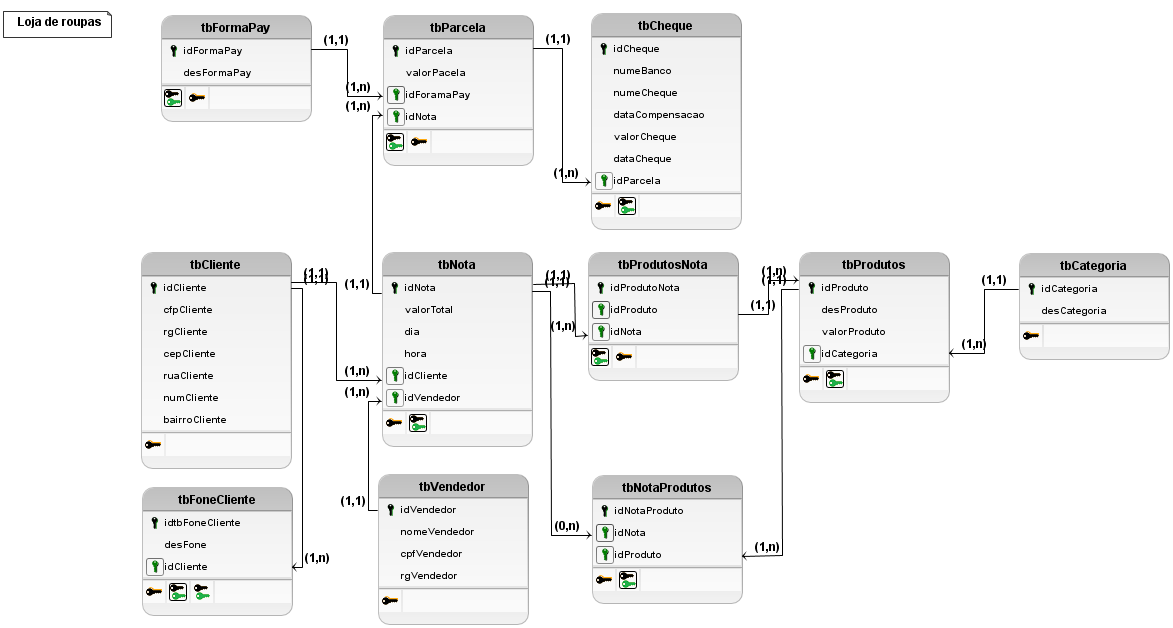 Loja de roupas
tbFormaPay
idFormaPay
desFormaPay
(1,1)
(1,n)
(1,n)
tbParcela
idParcela
valorPacela
idForamaPay
idNota
(1,1)
(1,n)
tbCheque
idCheque
numeBanco
numeCheque
dataCompensacao
valorCheque
dataCheque
idParcela
tbCliente
idCliente
cfpCliente
rgCliente
cepCliente
ruaCliente
numCliente
bairroCliente
(1,1)
(1,1)
(1,1)
(1,n)
(1,n)
tbNota
idNota
valorTotal
dia
hora
idCliente
idVendedor
(1,1)
(1,1)
(1,n)
tbProdutosNota
idProdutoNota
idProduto
idNota
(1,n)
(1,1)
(1,1)
tbProdutos
idProduto
desProduto
valorProduto
idCategoria
(1,1)
(1,n)
tbCategoria
idCategoria
desCategoria
tbFoneCliente
idtbFoneCliente
desFone
idCliente
(1,n)
(1,1)
tbVendedor
idVendedor
nomeVendedor
cpfVendedor
rgVendedor
(0,n)
tbNotaProdutos
idNotaProduto
idNota
idProduto
(1,n)